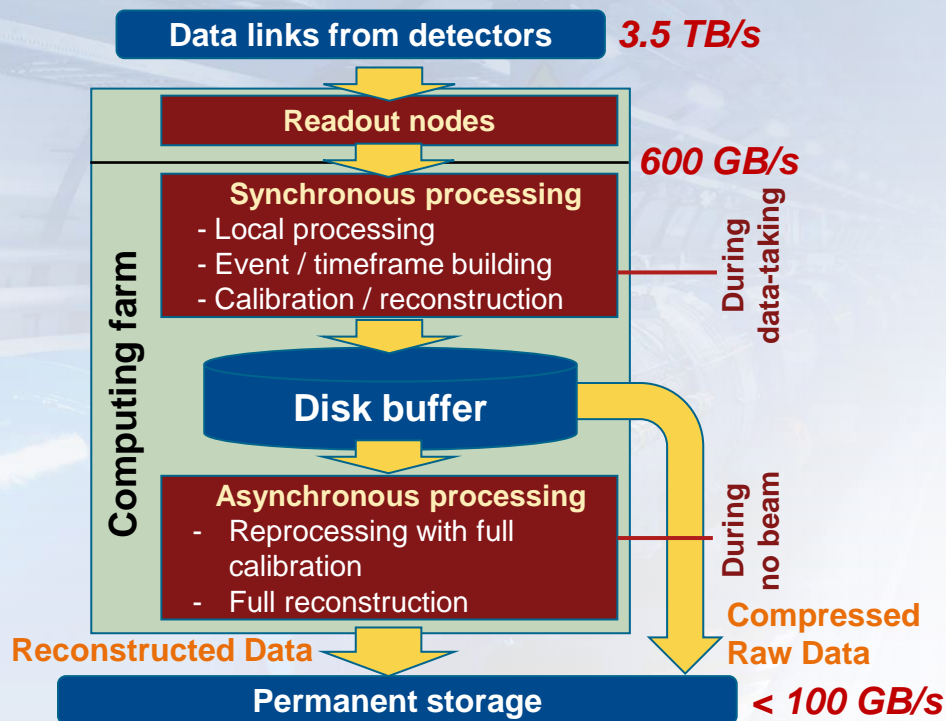 Data links from detectors
3.5 TB/s
Readout nodes
600 GB/s
Synchronous processing
- Local processing
- Event / timeframe building
- Calibration / reconstruction
During
data-taking
Computing farm
Disk buffer
Asynchronous processing
- Reprocessing with full
calibration
- Full reconstruction
During
no beam
Reconstructed Data
Compressed
Raw Data
Permanent storage
< 100 GB/s